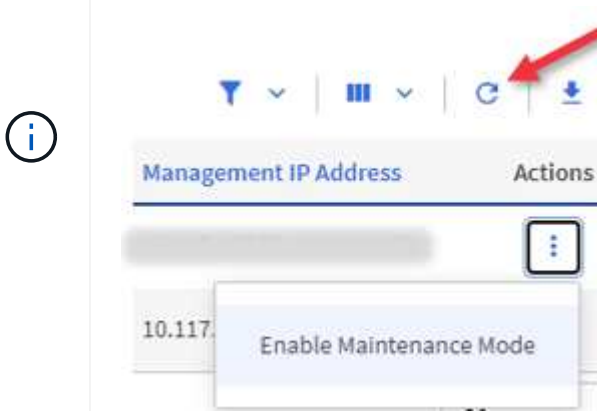 Management IP Address Actions
10.117.
Enable Maintenance Mode